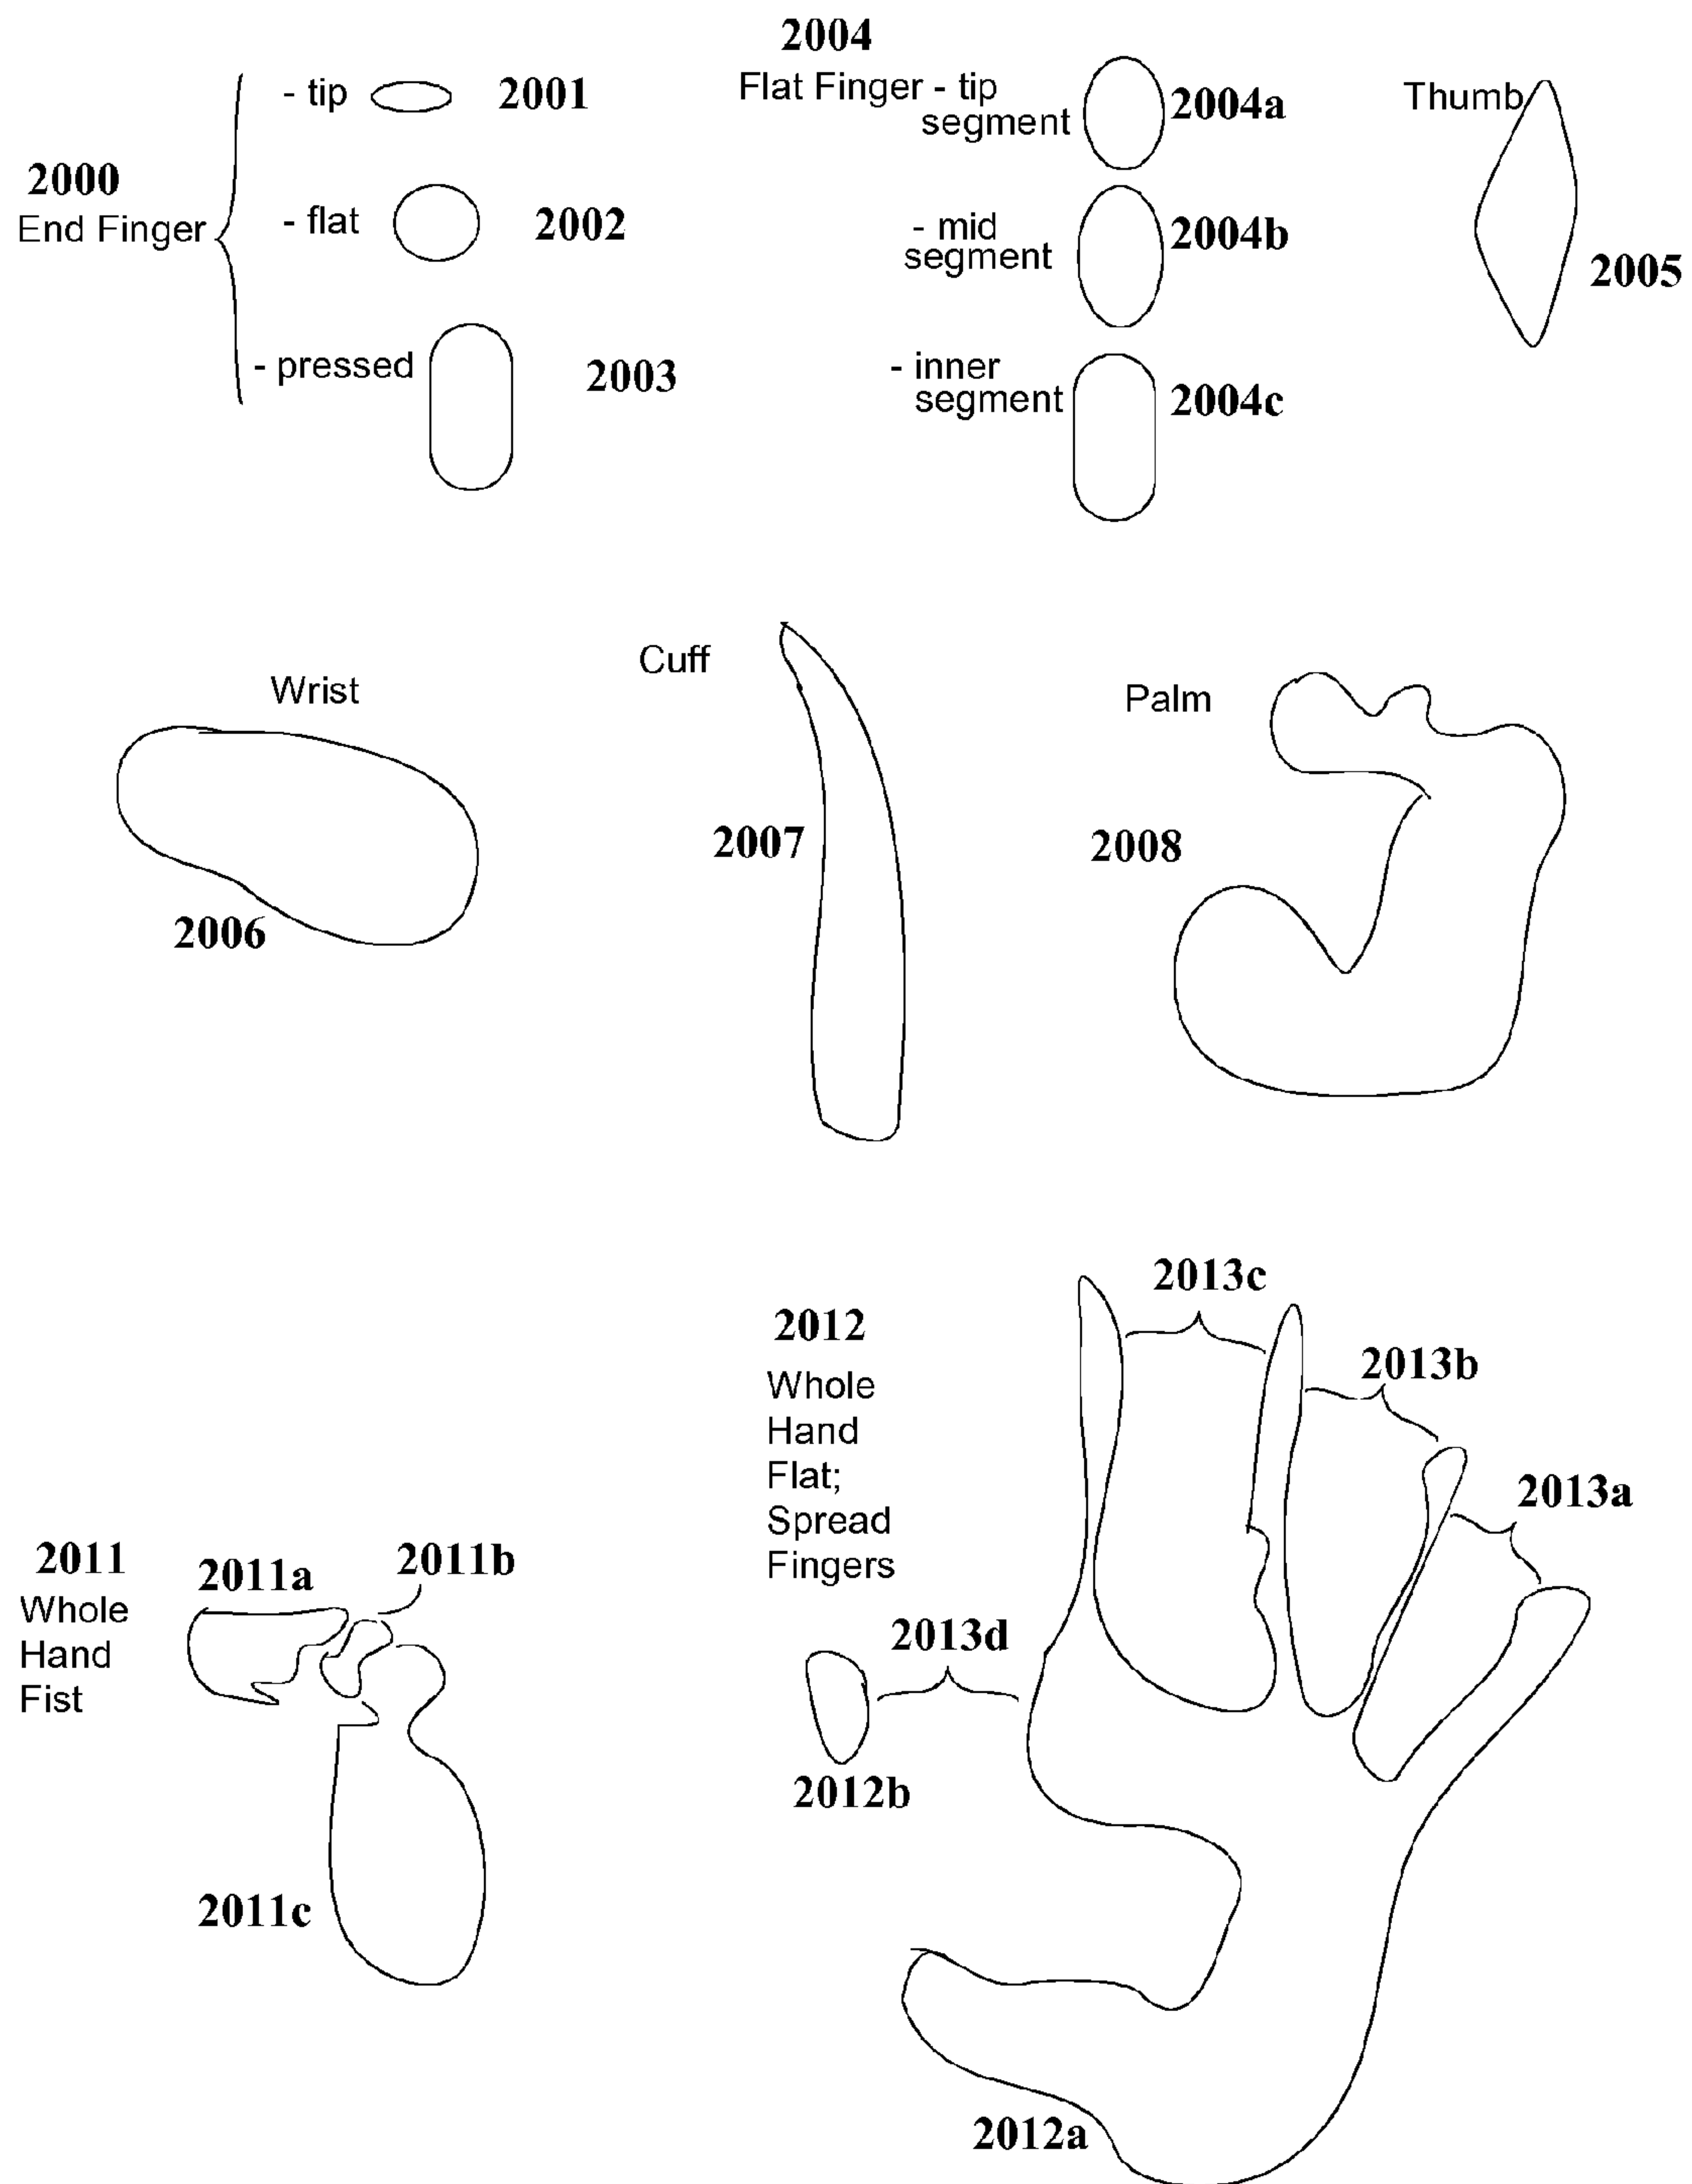 2000
End Finger
- tip
2001
- flat
2002
- pressed
2003
2004
Flat Finger - tip
segment
2004a
- mid
segment
2004b
- inner
segment
2004c
Thumb
2005
Wrist
2006
Cuff
2007
Palm
2008
2011
Whole
Hand
Fist
2011a
2011b
2011c
2012
Whole
Hand
Flat;
Spread
Fingers
2013c
2013b
2013a
2013d
2012b
2012a